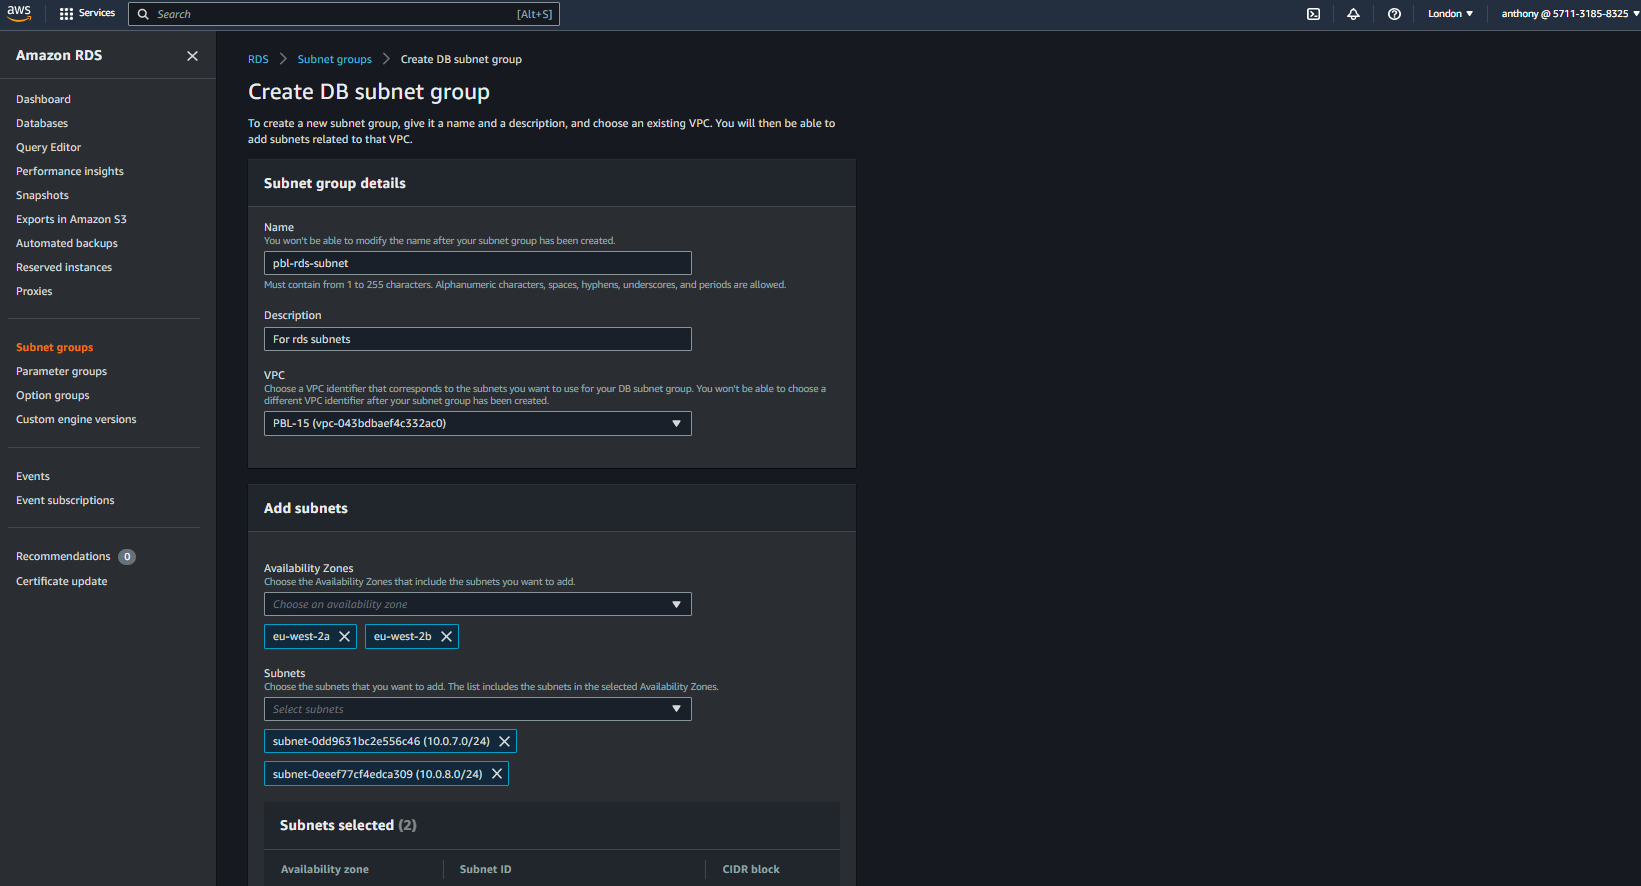 aws
Services
Search
[Alt+S]
London
anthony @ 5711-3185-8325
Amazon RDS
Dashboard
Databases
Query Editor
Performance insights
Snapshots
Exports in Amazon S3
Automated backups
Reserved instances
Proxies
Subnet groups
Parameter groups
Option groups
Custom engine versions
Events
Event subscriptions
Recommendations 0
Certificate update
RDS > Subnet groups > Create DB subnet group
Create DB subnet group
To create a new subnet group, give it a name and a description, and choose an existing VPC. You will then be able to
add subnets related to that VPC.
Subnet group details
Name
You won't be able to modify the name after your subnet group has been created.
pbl-rds-subnet
Must contain from 1 to 255 characters. Alphanumeric characters, spaces, hyphens, underscores, and periods are allowed.
Description
For rds subnets
VPC
Choose a VPC identifier that corresponds to the subnets you want to use for your DB subnet group. You won't be able to choose a
different VPC identifier after your subnet group has been created.
PBL-15 (vpc-043bdbaef4c332ac0)
Add subnets
Availability Zones
Choose the Availability Zones that include the subnets you want to add.
Choose an availability zone
eu-west-2a
eu-west-2b
Subnets
Choose the subnets that you want to add. The list includes the subnets in the selected Availability Zones.
Select subnets
subnet-0dd9631bc2e556c46 (10.0.7.0/24)
subnet-0eeef77cf4edca309 (10.0.8.0/24)
Subnets selected (2)
Availability zone
Subnet ID
CIDR block